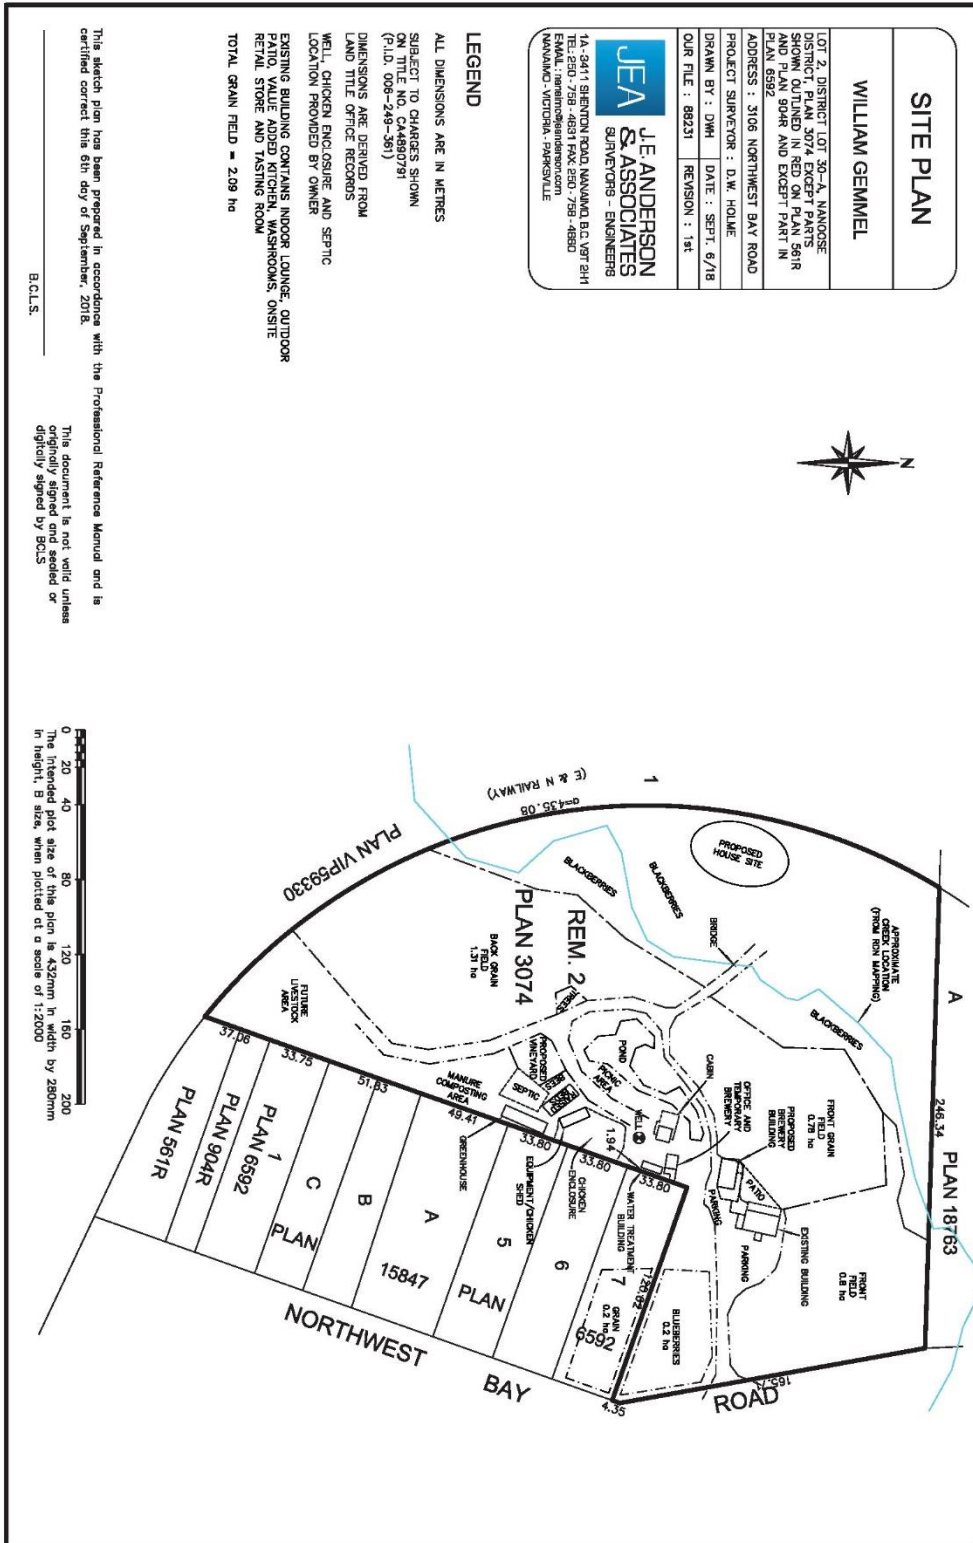 SITE PLAN
WILLIAM GEMMEL
LOT 2, DISTRICT LOT 30-A, NANOOSE
DISTRICT, PLAN 3074 EXCEPT PARTS
SHOWN OUTLINED IN RED ON PLAN 561R
AND PLAN 904R AND EXCEPT PART IN
PLAN 6592
ADDRESS : 3106 NORTHWEST BAY ROAD
PROJECT SURVEYOR : D.W. HOLME
DRAWN BY : DWH DATE : SEPT. 6/18
OUR FILE : 88231 REVISION : 1st
JEA
J.E. ANDERSON
& ASSOCIATES
SURVEYORS - ENGINEERS
1A - 3411 SHENTON ROAD, NANAIMO, B.C. V9T 2H1
TEL: 250 - 758 - 4631 FAX: 250 - 758 - 4660
EMAIL : nanaimo@jeanderson.com
NANAIMO - VICTORIA - PARKSVILLE
LEGEND
ALL DIMENSIONS ARE IN METRES
SUBJECT TO CHARGES SHOWN
ON TITLE NO. CA4890791
(P.I.D. 006-249-361)
DIMENSIONS ARE DERIVED FROM
LAND TITLE OFFICE RECORDS
WELL, CHICKEN ENCLOSURE AND SEPTIC
LOCATION PROVIDED BY OWNER
EXISTING BUILDING CONTAINS INDOOR LOUNGE, OUTDOOR
PATIO, VALUE ADDED KITCHEN, WASHROOMS, ONSITE
RETAIL STORE AND TASTING ROOM
TOTAL GRAIN FIELD = 2.09 ha
This sketch plan has been prepared in accordance with the Professional Reference Manual and is
certified correct this 6th day of September, 2018.
B.C.L.S.
This document is not valid unless
originally signed and sealed or
digitally signed by BCLS
N
A
PLAN 18763
246.34
APPROXIMATE
CREEK LOCATION
(FROM RDN MAPPING)
PROPOSED
HOUSE SITE
1
(E & N RAILWAY)
a=435.08
PLAN VIP59330
BLACKBERRIES
BLACKBERRIES
BLACKBERRIES
BRIDGE
FRONT GRAIN
FIELD
0.78 ha
FRONT
FIELD
0.8 ha
EXISTING BUILDING
PROPOSED
BREWERY
BUILDING
OFFICE AND
TEMPORARY
BREWERY
CABIN
PATIO
PARKING
PARKING
POND
PICNIC
AREA
TREES
REM. 2
PLAN 3074
BACK GRAIN
FIELD
1.31 ha
PROPOSED
VINEYARD
BEES
RAISED
BEDS
SEPTIC
WELL
1.94
MANURE
COMPOSTING
AREA
FUTURE
LIVESTOCK
AREA
GREENHOUSE
EQUIPMENT/CHICKEN
SHED
CHICKEN
ENCLOSURE
WATER TREATMENT
BUILDING
BLUEBERRIES
0.2 ha
GRAIN
0.2 ha
37.06
33.75
51.83
49.41
33.80
33.80
33.80
4.35
PLAN 561R
PLAN 904R
1
PLAN 6592
C
PLAN
B
15847
A
PLAN
5
6
7
6592
NORTHWEST
BAY
ROAD
0 20 40 80 120 160 200
The intended plot size of this plan is 432mm in width by 280mm
in height, B size, when plotted at a scale of 1:2000